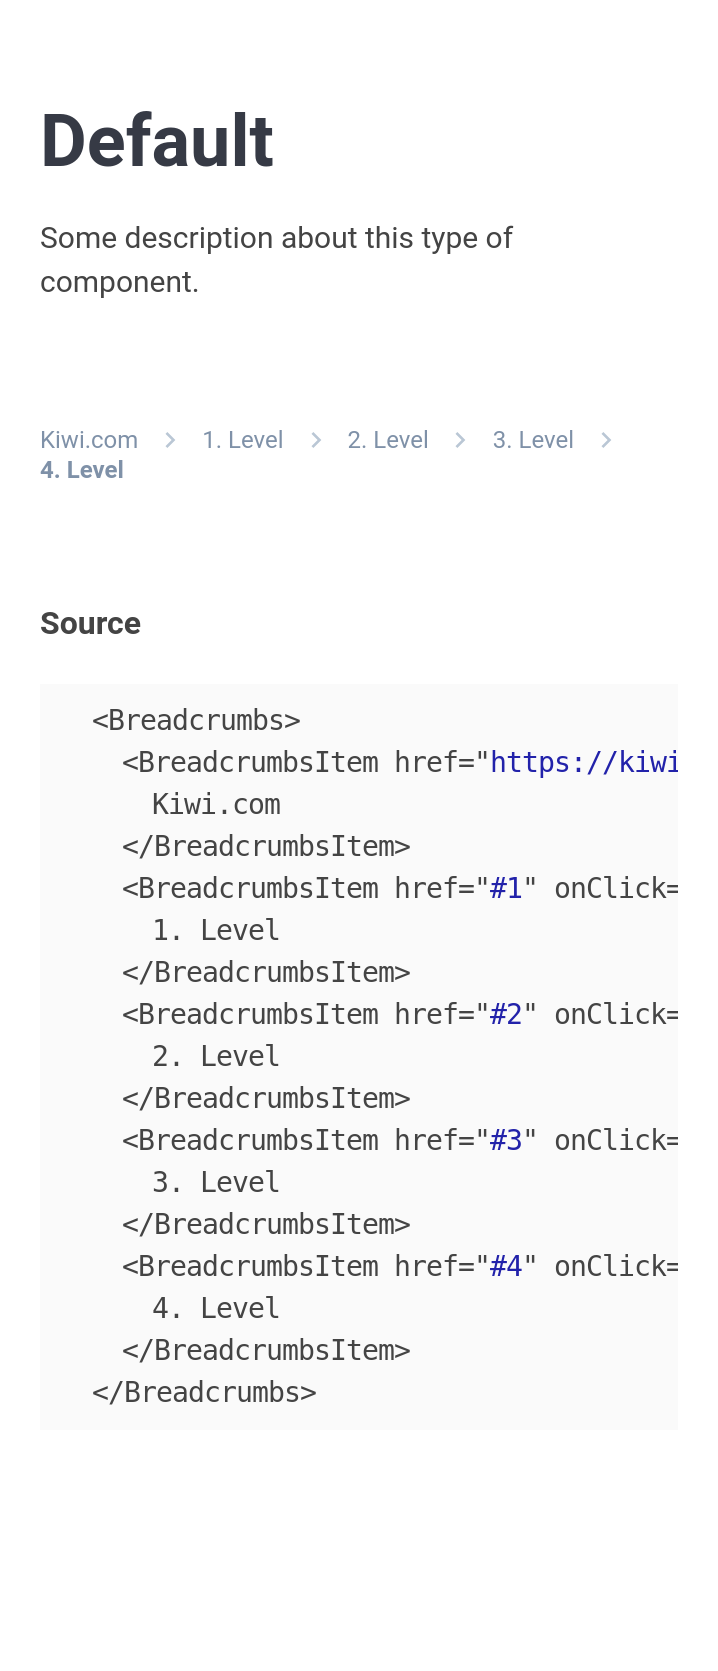 Default
Some description about this type of
component.
Kiwi.com 1. Level 2. Level 3. Level
4. Level
Source
<Breadcrumbs>
<BreadcrumbsItem href="https://kiwi
Kiwi.com
</BreadcrumbsItem>
<BreadcrumbsItem href="#1" onClick=
1. Level
</BreadcrumbsItem>
<BreadcrumbsItem href="#2" onClick=
2. Level
</BreadcrumbsItem>
<BreadcrumbsItem href="#3" onClick=
3. Level
</BreadcrumbsItem>
<BreadcrumbsItem href="#4" onClick=
4. Level
</BreadcrumbsItem>
</Breadcrumbs>